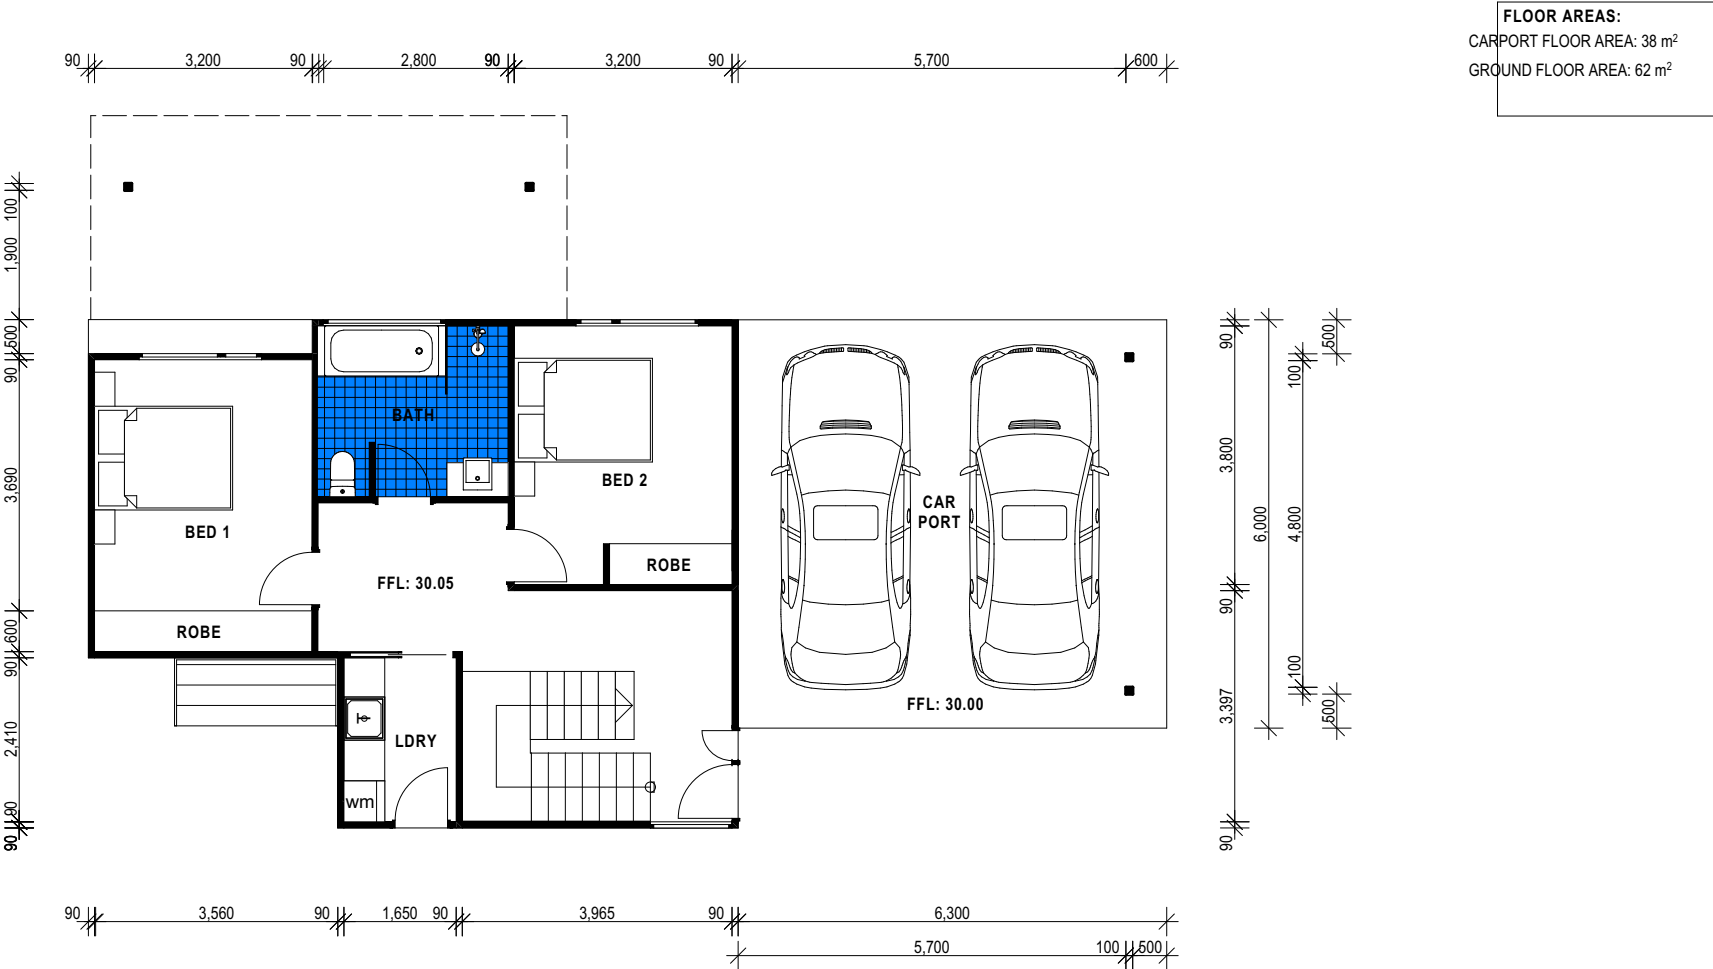 FLOOR AREAS:
CARPORT FLOOR AREA: 38 m²
GROUND FLOOR AREA: 62 m²
90 3,200 90 2,800 90 3,200 90 5,700 600
100
1,900
500
90
3,690
600
90
2,410
90
90
BATH
BED 1
BED 2
ROBE
ROBE
FFL: 30.05
LDRY
wm
CAR
PORT
FFL: 30.00
90
3,800
90
3,397
90
6,000
100
4,800
100
500
500
90 3,560 90 1,650 90 3,965 90 6,300
5,700 100 500